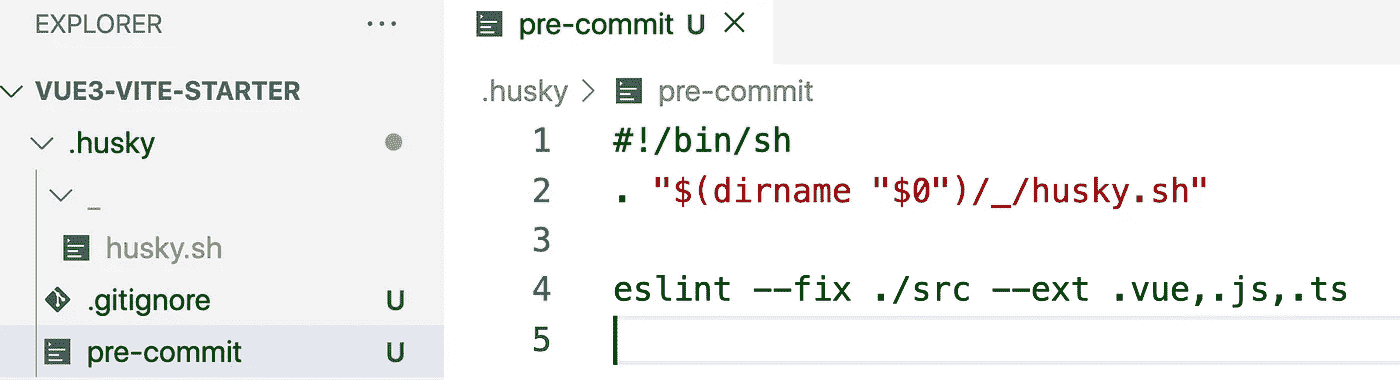 EXPLORER ...
VUE3-VITE-STARTER
.husky
_
husky.sh
.gitignore U
pre-commit U
pre-commit U
.husky > pre-commit
1 #!/bin/sh
2 . "$(dirname "$0")/_/husky.sh"
3
4 eslint --fix ./src --ext .vue,.js,.ts
5